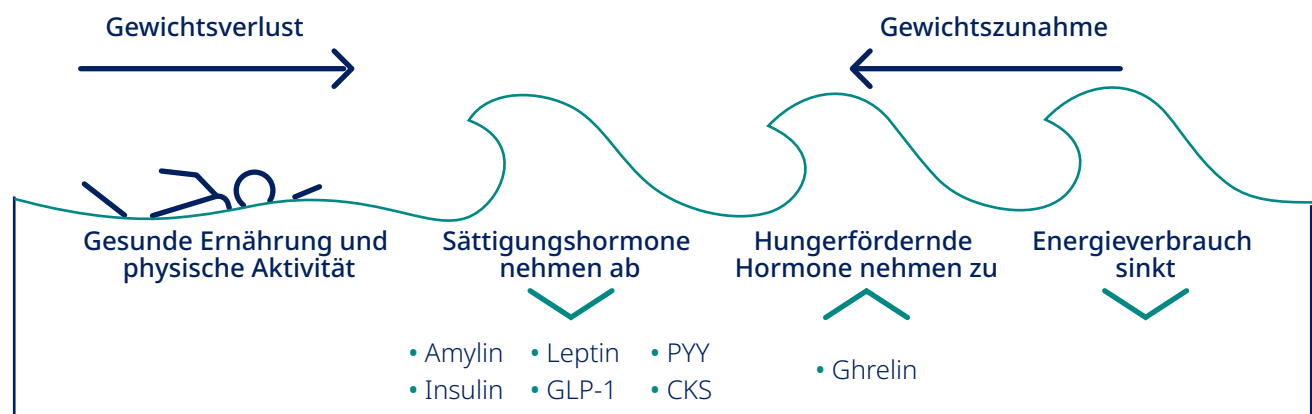 Gewichtsverlust
Gewichtszunahme
Gesunde Ernährung und
physische Aktivität
Sättigungshormone
nehmen ab
• Amylin • Leptin • PYY
• Insulin • GLP-1 • CKS
Hungerfördernde
Hormone nehmen zu
• Ghrelin
Energieverbrauch
sinkt